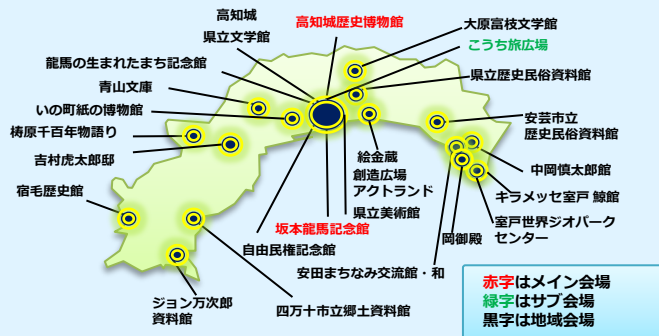 高知城
県立文学館
高知城歴史博物館
大原富枝文学館
こうち旅広場
龍馬の生まれたまち記念館
県立歴史民俗資料館
青山文庫
いの町紙の博物館
安芸市立
歴史民俗資料館
梼原千百年物語り
吉村虎太郎邸
絵金蔵
創造広場
アクトランド
中岡慎太郎館
キラメッセ室戸 鯨館
宿毛歴史館
県立美術館
坂本龍馬記念館
室戸世界ジオパーク
センター
岡御殿
自由民権記念館
安田まちなみ交流館・和
ジョン万次郎
資料館
四万十市立郷土資料館
赤字はメイン会場
緑字はサブ会場
黒字は地域会場